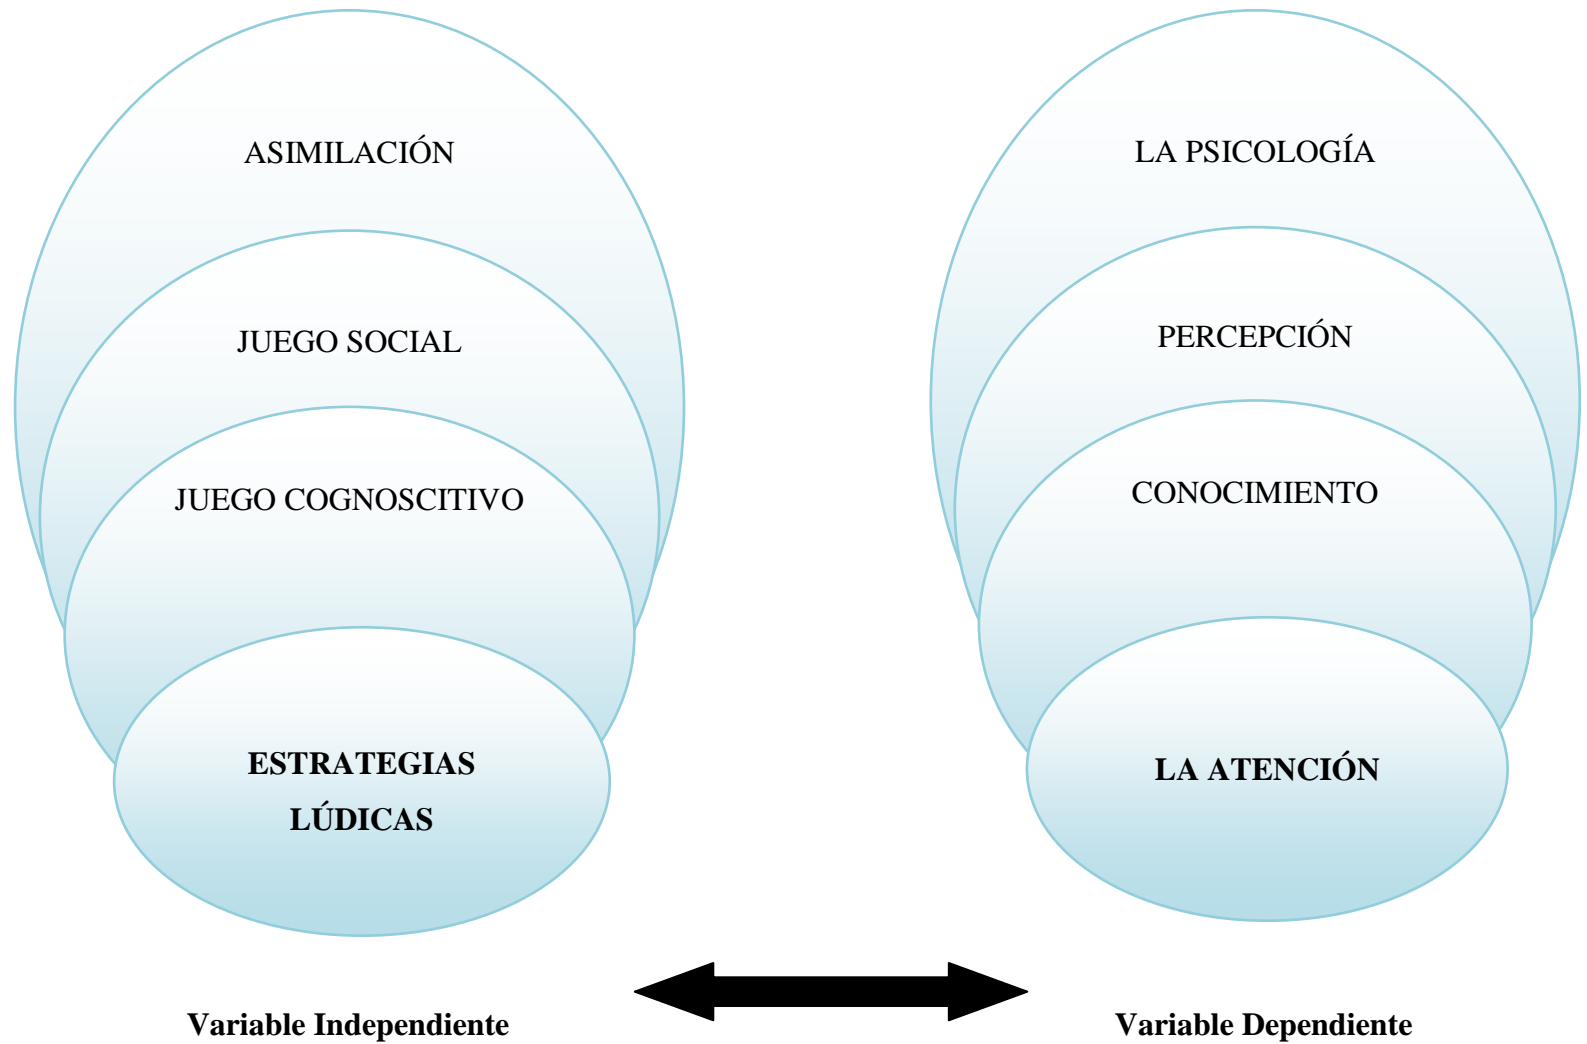 ASIMILACIÓN
JUEGO SOCIAL
JUEGO COGNOSCITIVO
ESTRATEGIAS
LÚDICAS
Variable Independiente
LA PSICOLOGÍA
PERCEPCIÓN
CONOCIMIENTO
LA ATENCIÓN
Variable Dependiente